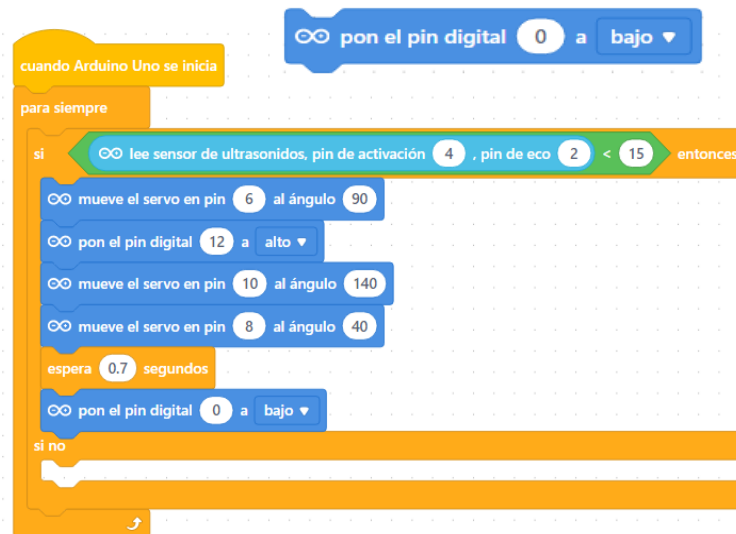 pon el pin digital 0 a bajo
cuando Arduino Uno se inicia
para siempre
si lee sensor de ultrasonidos, pin de activación 4 , pin de eco 2 < 15 entonces
mueve el servo en pin 6 al ángulo 90
pon el pin digital 12 a alto
mueve el servo en pin 10 al ángulo 140
mueve el servo en pin 8 al ángulo 40
espera 0.7 segundos
pon el pin digital 0 a bajo
si no